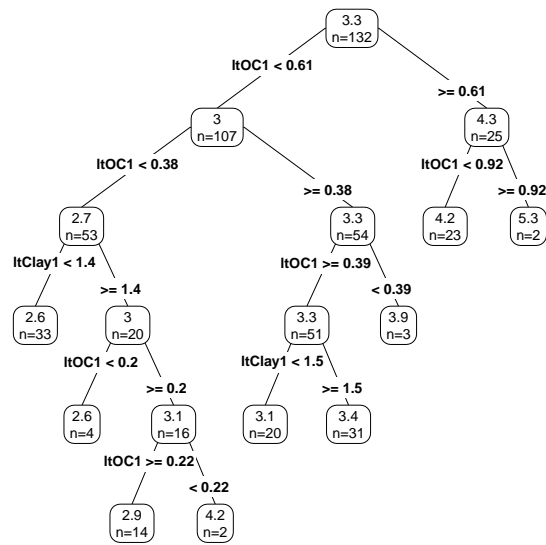 3.3
n=132
ltOC1 < 0.61
>= 0.61
3
n=107
4.3
n=25
ltOC1 < 0.38
>= 0.38
ltOC1 < 0.92
>= 0.92
2.7
n=53
3.3
n=54
4.2
n=23
5.3
n=2
ltClay1 < 1.4
>= 1.4
ltOC1 >= 0.39
< 0.39
2.6
n=33
3
n=20
3.3
n=51
3.9
n=3
ltOC1 < 0.2
>= 0.2
ltClay1 < 1.5
>= 1.5
2.6
n=4
3.1
n=16
3.1
n=20
3.4
n=31
ltOC1 >= 0.22
< 0.22
2.9
n=14
4.2
n=2